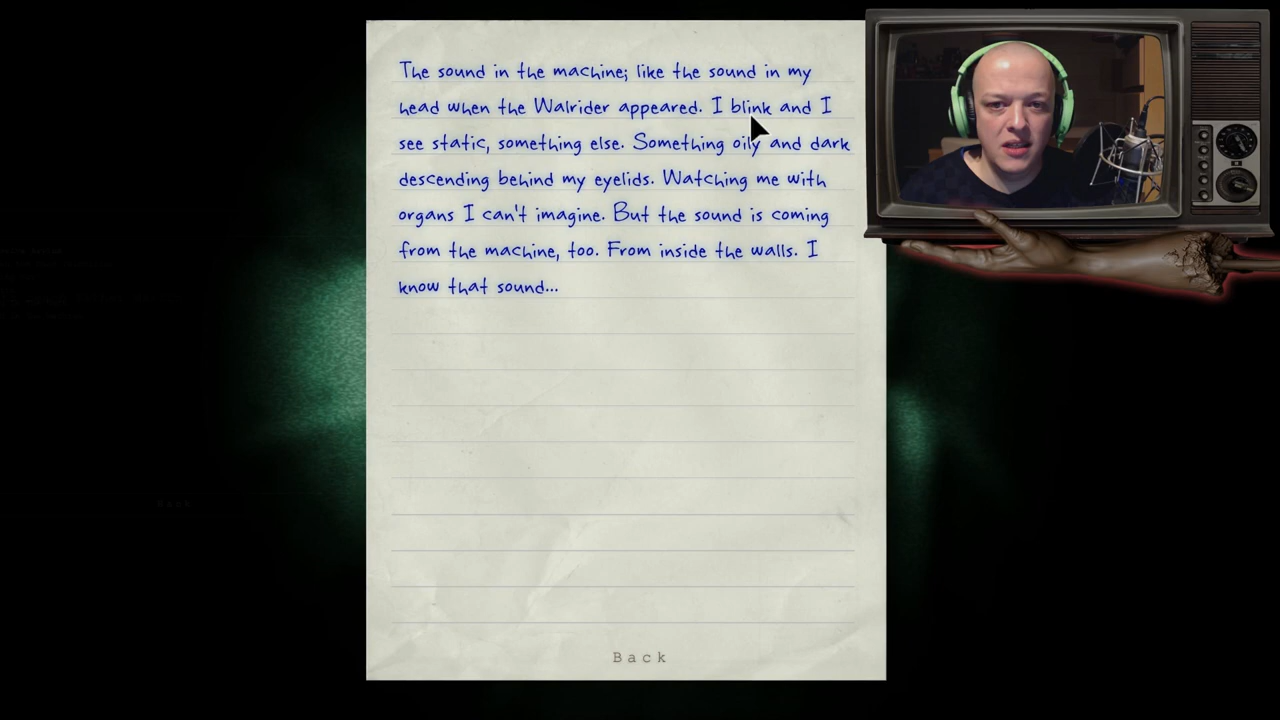 The sound in the machine; like the sound in my
head when the Walrider appeared. I blink and I
see static, something else. Something oily and dark
descending behind my eyelids. Watching me with
organs I can't imagine. But the sound is coming
from the machine, too. From inside the walls. I
know that sound...
Back